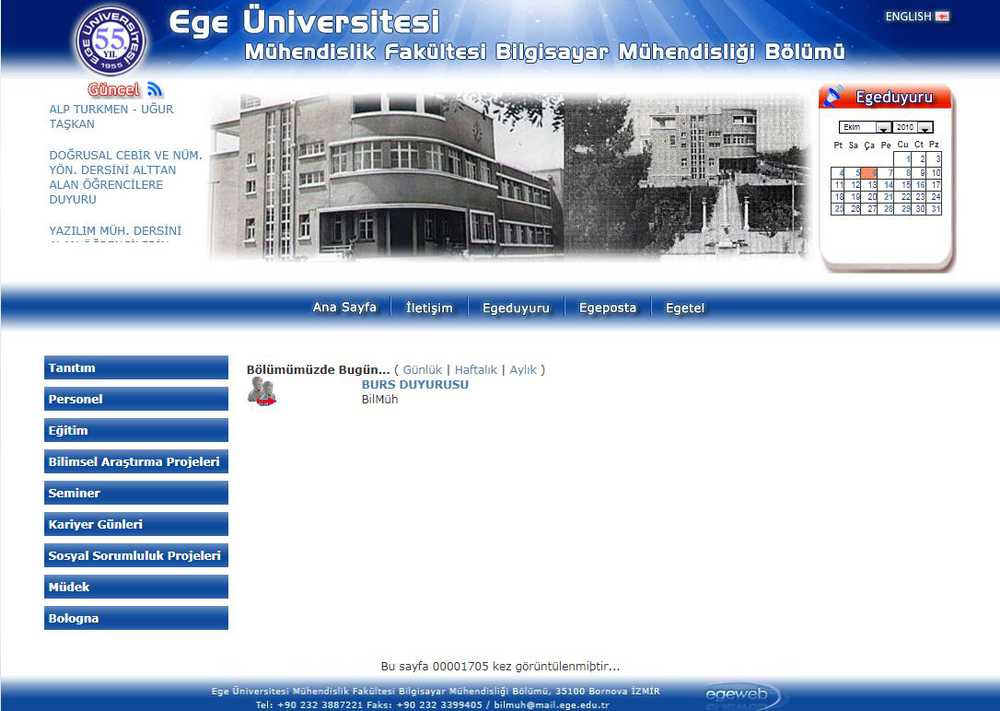 EGE ÜNİVERSİTESİ
55.
YIL
1955
Ege Üniversitesi
Mühendislik Fakültesi Bilgisayar Mühendisliği Bölümü
ENGLISH
Güncel
ALP TURKMEN - UĞUR
TAŞKAN
DOĞRUSAL CEBİR VE NÜM.
YÖN. DERSİNİ ALTTAN
ALAN ÖĞRENCİLERE
DUYURU
YAZILIM MÜH. DERSİNİ
Egeduyuru
Ekim 2010
Pt Sa Ça Pe Cu Ct Pz
1 2 3
4 5 6 7 8 9 10
11 12 13 14 15 16 17
18 19 20 21 22 23 24
25 26 27 28 29 30 31
Ana Sayfa İletişim Egeduyuru Egeposta Egetel
Tanıtım
Personel
Eğitim
Bilimsel Araştırma Projeleri
Seminer
Kariyer Günleri
Sosyal Sorumluluk Projeleri
Müdek
Bologna
Bölümümüzde Bugün... ( Günlük | Haftalık | Aylık )
BURS DUYURUSU
BilMüh
Bu sayfa 00001705 kez görüntülenmiþtir...
Ege Üniversitesi Mühendislik Fakültesi Bilgisayar Mühendisliği Bölümü, 35100 Bornova İZMİR
Tel: +90 232 3887221 Faks: +90 232 3399405 / bilmuh@mail.ege.edu.tr
egeweb